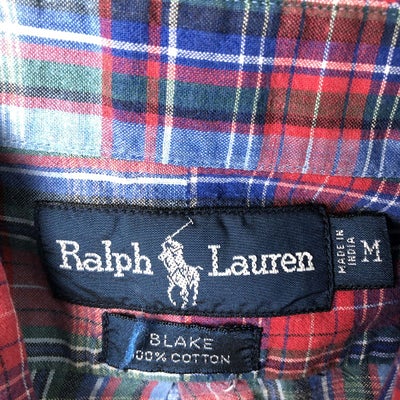 Ralph Lauren
MADE IN
INDIA
M
BLAKE
100% COTTON